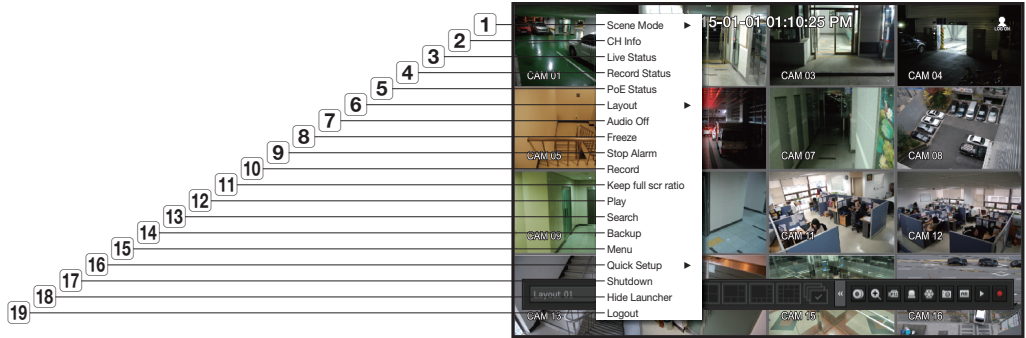 1 Scene Mode
15-01-01 01:10:25 PM
LOG ON
2 CH Info
3 Live Status
4 Record Status
CAM 01
CAM 03
CAM 04
5 PoE Status
6 Layout
7 Audio Off
8 Freeze
9 Stop Alarm
CAM 05
CAM 07
CAM 08
10 Record
11 Keep full scr ratio
12 Play
13 Search
14 Backup
CAM 09
CAM 11
CAM 12
15 Menu
16 Quick Setup
17 Shutdown
18 Hide Launcher
Layout 01
19 Logout
CAM 13
CAM 15
CAM 16